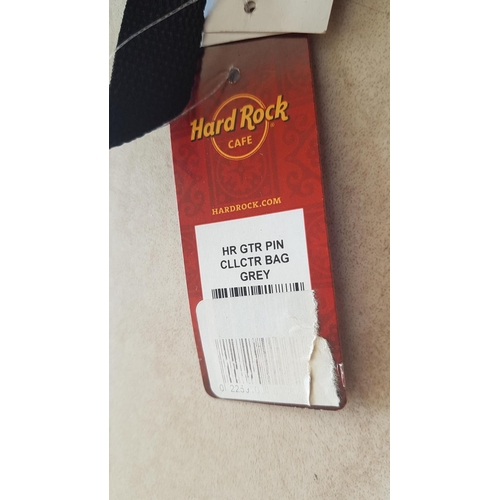 Hard Rock
CAFE
HARDROCK.COM
HR GTR PIN
CLLCTR BAG
GREY